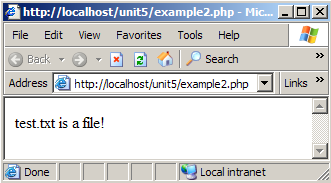 http://localhost/unit5/example2.php - Mic...
File Edit View Favorites Tools Help
Back Search
Address http://localhost/unit5/example2.php Links
test.txt is a file!
Done Local intranet